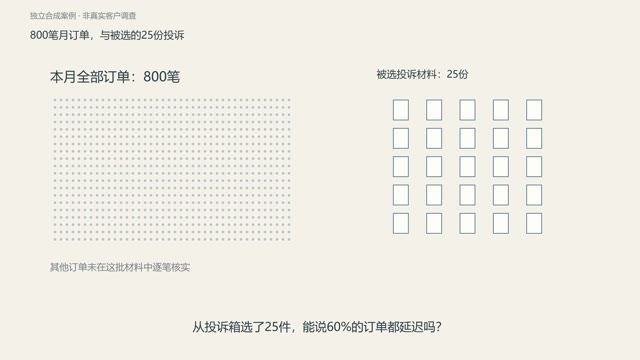 独立合成案例 · 非真实客户调查
800笔月订单，与被选的25份投诉
本月全部订单：800笔
被选投诉材料：25份
其他订单未在这批材料中逐笔核实
从投诉箱选了25件，能说60%的订单都延迟吗？